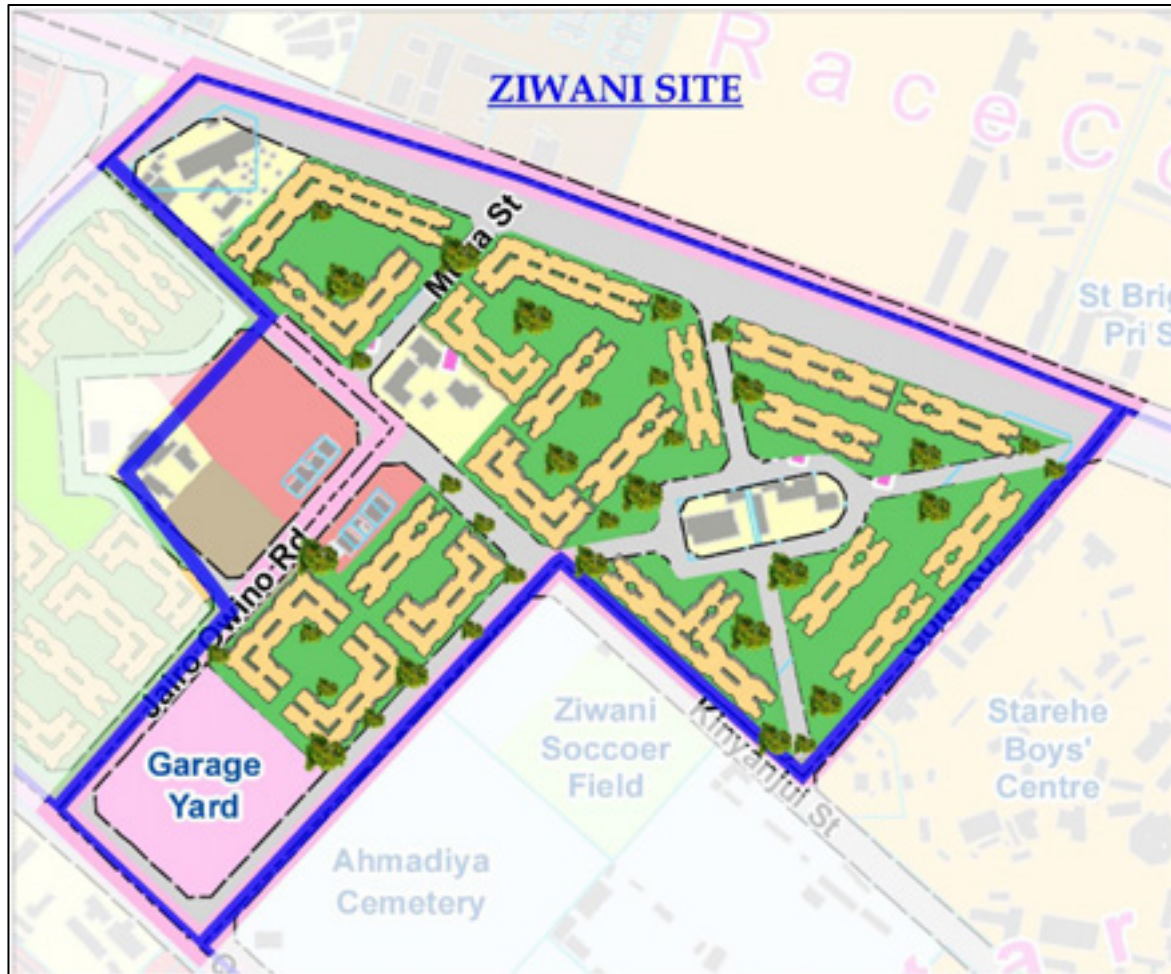 ZIWANI SITE
Race Co
St Bri
Pri S
Jairo Owino Rd
Garage
Yard
Ziwani
Soccoer
Field
Kinyanjui St
Starehe
Boys'
Centre
Ahmadiya
Cemetery